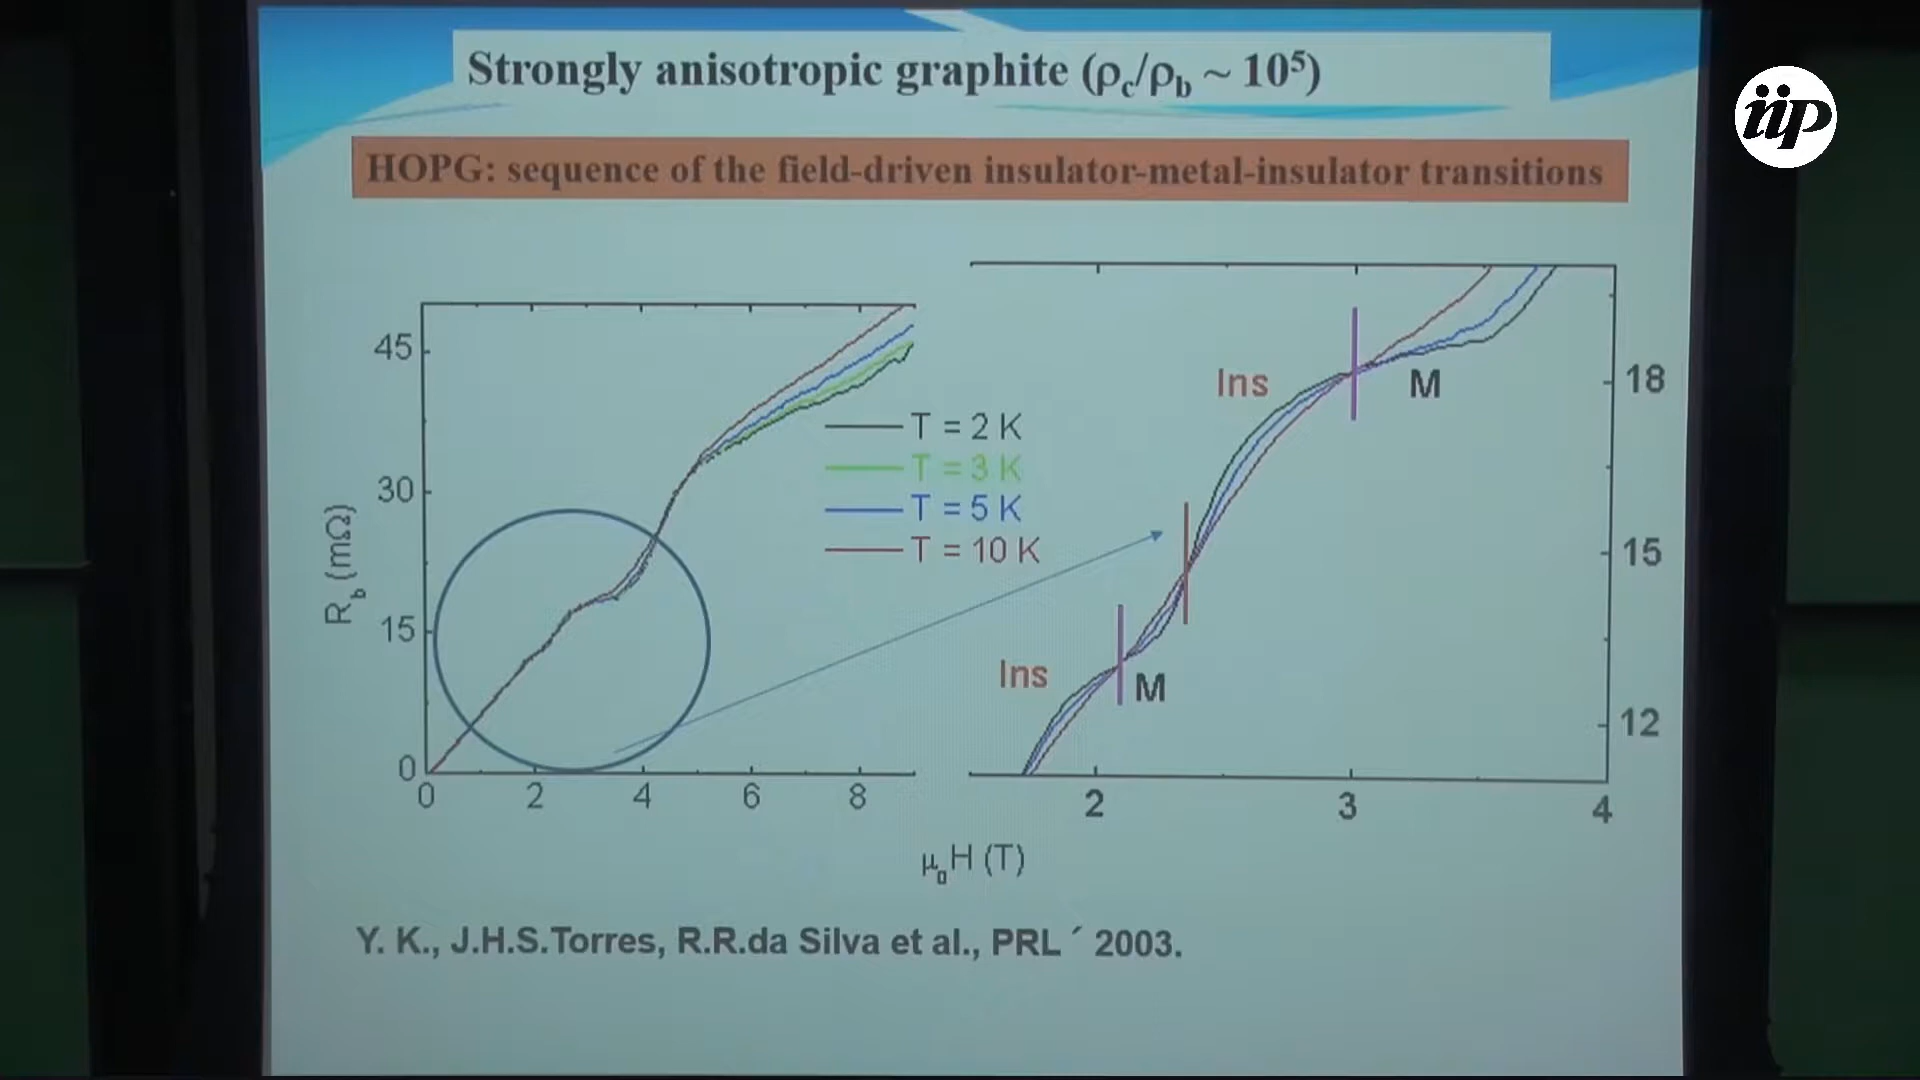 Strongly anisotropic graphite (ρc/ρb ~ 10⁵)
iip
HOPG: sequence of the field-driven insulator-metal-insulator transitions
45
30
15
0
Rb (mΩ)
0 2 4 6 8
T = 2 K
T = 3 K
T = 5 K
T = 10 K
Ins
M
Ins
M
18
15
12
2 3 4
μ0H (T)
Y. K., J.H.S.Torres, R.R.da Silva et al., PRL ´ 2003.